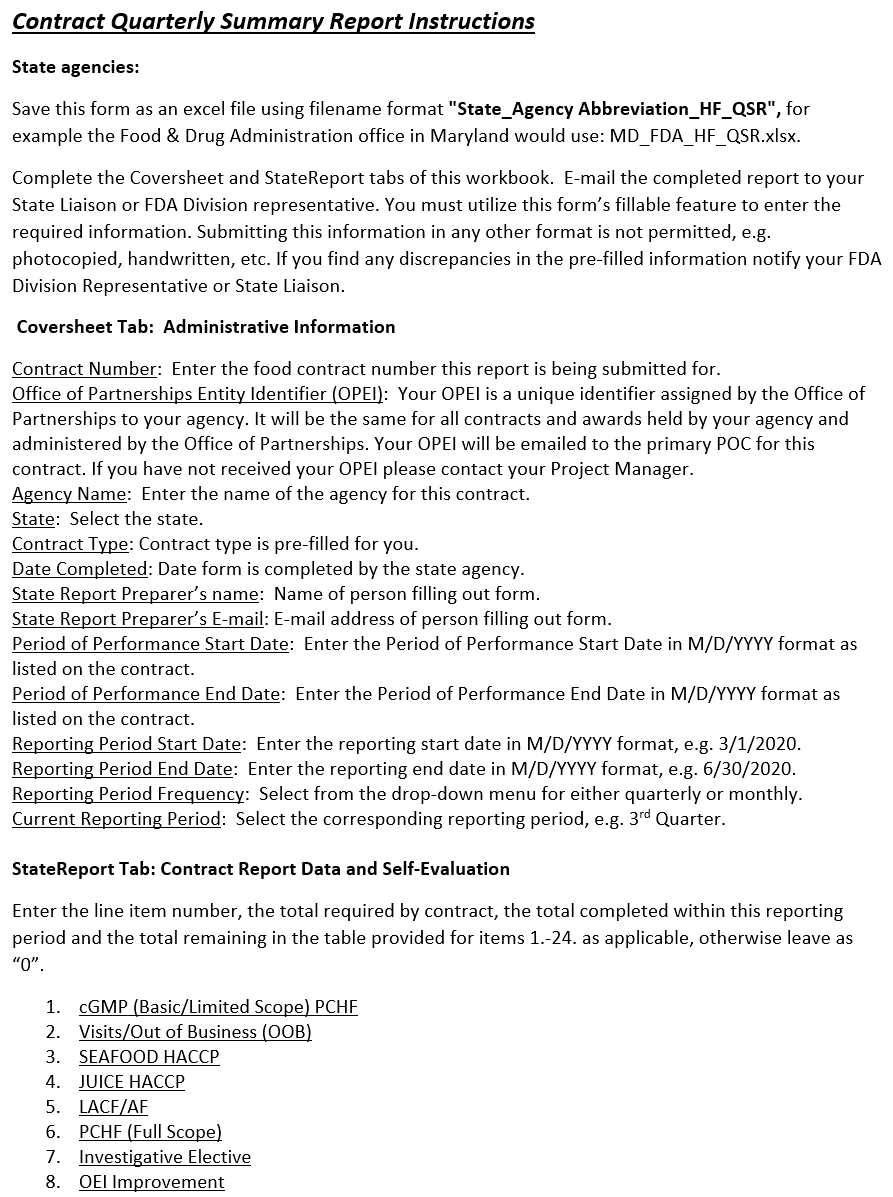 Contract Quarterly Summary Report Instructions
State agencies:
Save this form as an excel file using filename format "State_Agency Abbreviation_HF_QSR", for
example the Food & Drug Administration office in Maryland would use: MD_FDA_HF_QSR.xlsx.
Complete the Coversheet and StateReport tabs of this workbook.  E-mail the completed report to your
State Liaison or FDA Division representative. You must utilize this form’s fillable feature to enter the
required information. Submitting this information in any other format is not permitted, e.g.
photocopied, handwritten, etc. If you find any discrepancies in the pre-filled information notify your FDA
Division Representative or State Liaison.
Coversheet Tab:  Administrative Information
Contract Number:  Enter the food contract number this report is being submitted for.
Office of Partnerships Entity Identifier (OPEI):  Your OPEI is a unique identifier assigned by the Office of
Partnerships to your agency. It will be the same for all contracts and awards held by your agency and
administered by the Office of Partnerships. Your OPEI will be emailed to the primary POC for this
contract. If you have not received your OPEI please contact your Project Manager.
Agency Name:  Enter the name of the agency for this contract.
State:  Select the state.
Contract Type: Contract type is pre-filled for you.
Date Completed: Date form is completed by the state agency.
State Report Preparer’s name:  Name of person filling out form.
State Report Preparer’s E-mail: E-mail address of person filling out form.
Period of Performance Start Date:  Enter the Period of Performance Start Date in M/D/YYYY format as
listed on the contract.
Period of Performance End Date:  Enter the Period of Performance End Date in M/D/YYYY format as
listed on the contract.
Reporting Period Start Date:  Enter the reporting start date in M/D/YYYY format, e.g. 3/1/2020.
Reporting Period End Date:  Enter the reporting end date in M/D/YYYY format, e.g. 6/30/2020.
Reporting Period Frequency:  Select from the drop-down menu for either quarterly or monthly.
Current Reporting Period:  Select the corresponding reporting period, e.g. 3rd Quarter.
StateReport Tab: Contract Report Data and Self-Evaluation
Enter the line item number, the total required by contract, the total completed within this reporting
period and the total remaining in the table provided for items 1.-24. as applicable, otherwise leave as
“0”.
1. cGMP (Basic/Limited Scope) PCHF
2. Visits/Out of Business (OOB)
3. SEAFOOD HACCP
4. JUICE HACCP
5. LACF/AF
6. PCHF (Full Scope)
7. Investigative Elective
8. OEI Improvement